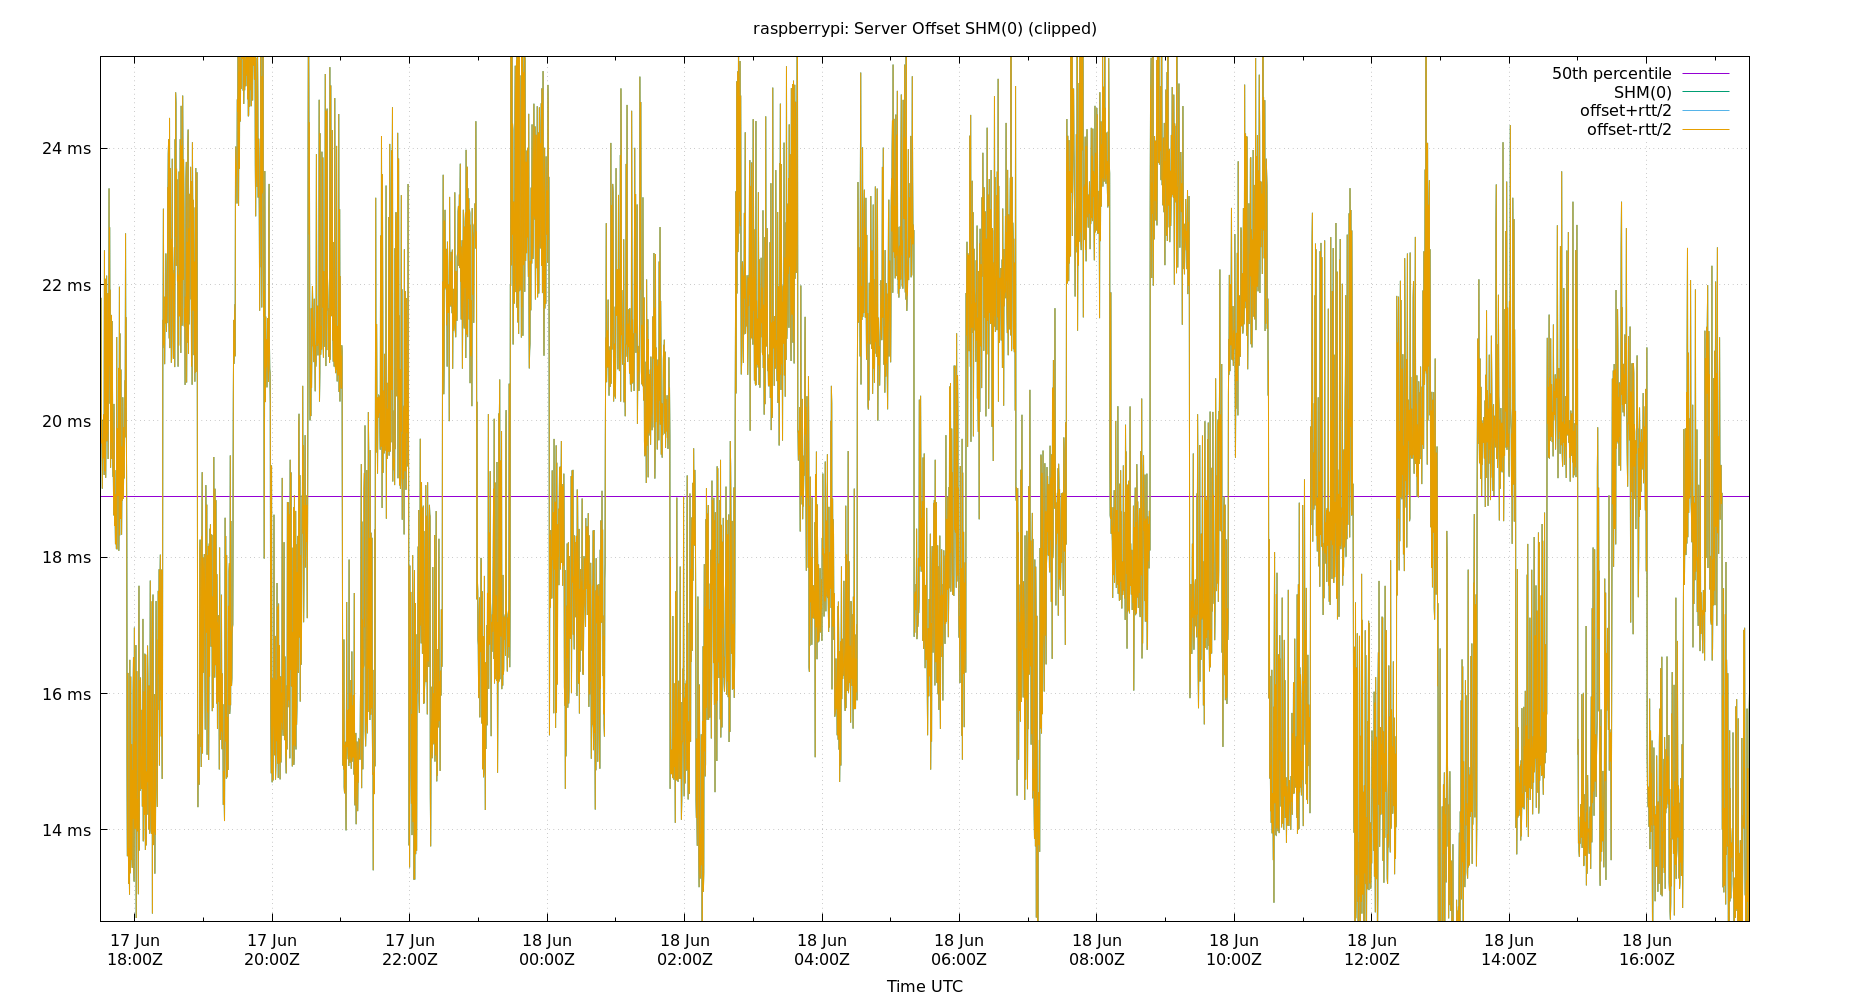 raspberrypi: Server Offset SHM(0) (clipped)
50th percentile
SHM(0)
offset+rtt/2
offset-rtt/2
24 ms
22 ms
20 ms
18 ms
16 ms
14 ms
17 Jun 17 Jun 17 Jun 18 Jun 18 Jun 18 Jun 18 Jun 18 Jun 18 Jun 18 Jun 18 Jun 18 Jun
18:00Z 20:00Z 22:00Z 00:00Z 02:00Z 04:00Z 06:00Z 08:00Z 10:00Z 12:00Z 14:00Z 16:00Z
Time UTC